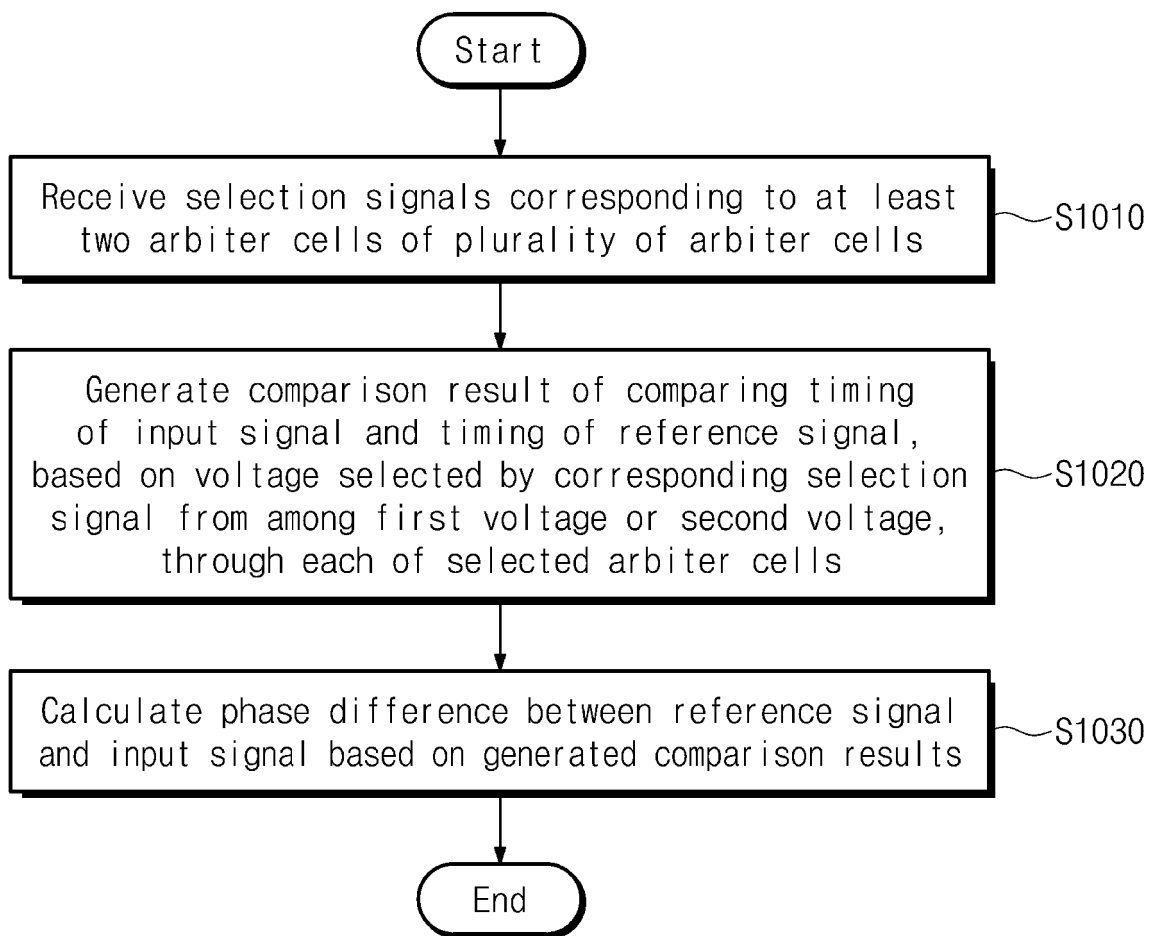 Start
Receive selection signals corresponding to at least
two arbiter cells of plurality of arbiter cells
S1010
Generate comparison result of comparing timing
of input signal and timing of reference signal,
based on voltage selected by corresponding selection
signal from among first voltage or second voltage,
through each of selected arbiter cells
S1020
Calculate phase difference between reference signal
and input signal based on generated comparison results
S1030
End